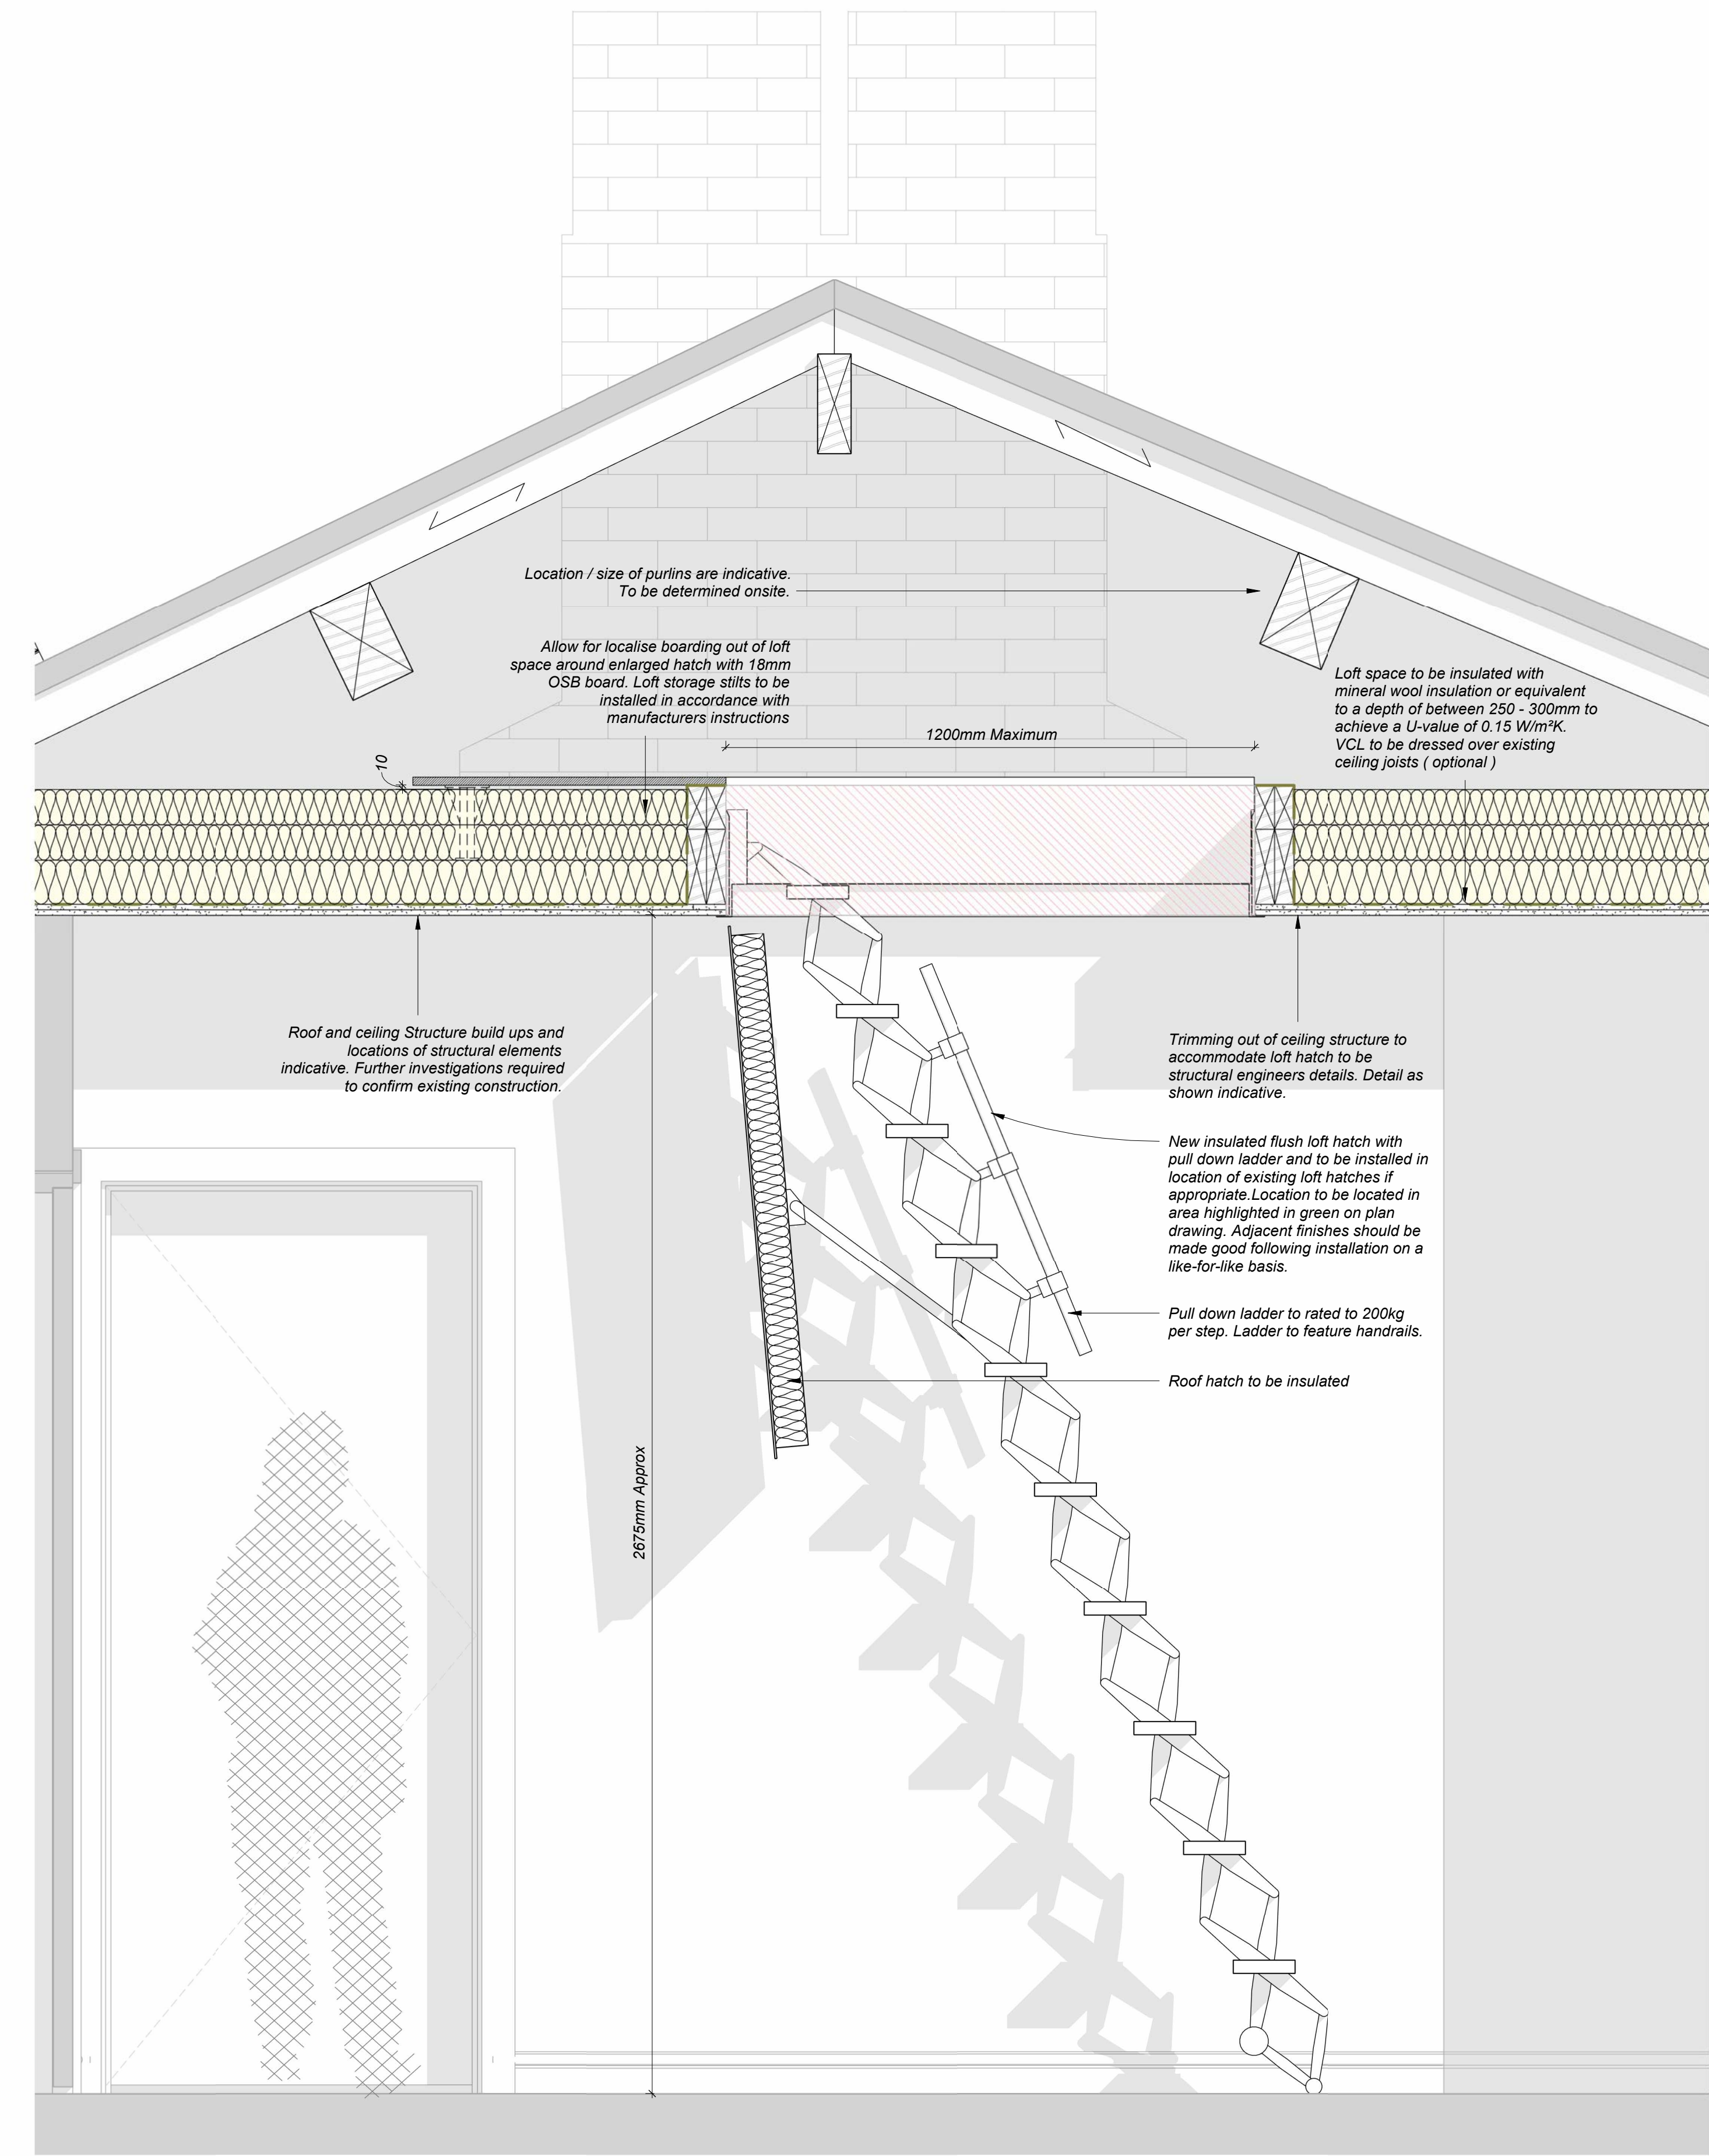 Location / size of purlins are indicative.
To be determined onsite.
Allow for localise boarding out of loft
space around enlarged hatch with 18mm
OSB board. Loft storage stilts to be
installed in accordance with
manufacturers instructions
Loft space to be insulated with
mineral wool insulation or equivalent
to a depth of between 250 - 300mm to
achieve a U-value of 0.15 W/m²K.
VCL to be dressed over existing
ceiling joists ( optional )
1200mm Maximum
10
Roof and ceiling Structure build ups and
locations of structural elements
indicative. Further investigations required
to confirm existing construction.
Trimming out of ceiling structure to
accommodate loft hatch to be
structural engineers details. Detail as
shown indicative.
New insulated flush loft hatch with
pull down ladder and to be installed in
location of existing loft hatches if
appropriate.Location to be located in
area highlighted in green on plan
drawing. Adjacent finishes should be
made good following installation on a
like-for-like basis.
Pull down ladder to rated to 200kg
per step. Ladder to feature handrails.
Roof hatch to be insulated
2675mm Approx